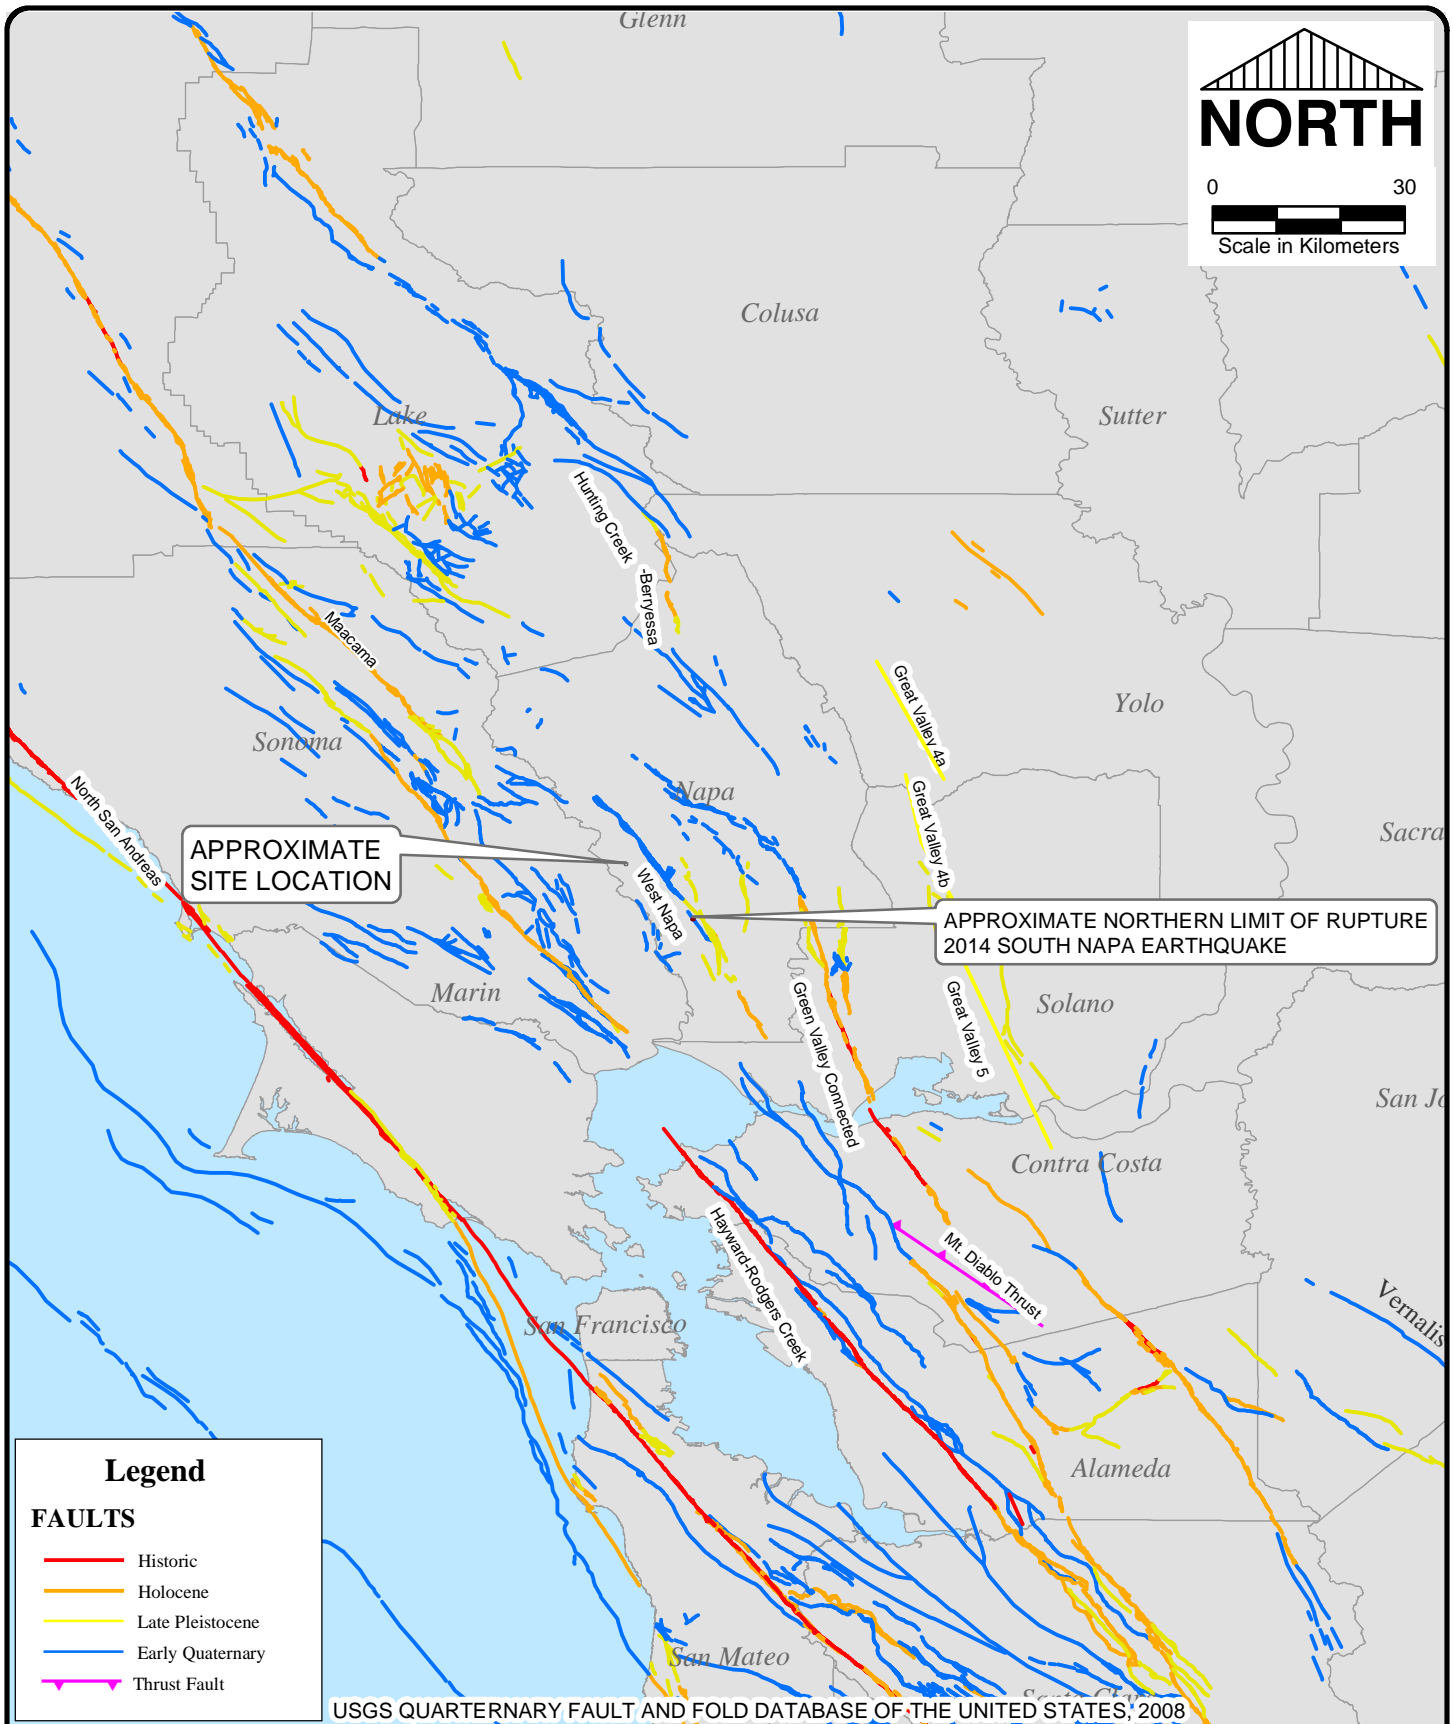 Glenn
NORTH
0 30
Scale in Kilometers
Colusa
Lake
Sutter
Hunting Creek
-Berryessa
Maacama
Great Valley 4a
Yolo
Sonoma
North San Andreas
Napa
Great Valley 4b
Sacra
APPROXIMATE
SITE LOCATION
West Napa
APPROXIMATE NORTHERN LIMIT OF RUPTURE
2014 SOUTH NAPA EARTHQUAKE
Marin
Green Valley Connected
Great Valley 5
Solano
San Jo
Contra Costa
Hayward-Rodgers Creek
Mt. Diablo Thrust
San Francisco
Vernalis
Alameda
Legend
FAULTS
Historic
Holocene
Late Pleistocene
Early Quaternary
Thrust Fault
San Mateo
Santa Clara
USGS QUARTERNARY FAULT AND FOLD DATABASE OF THE UNITED STATES, 2008